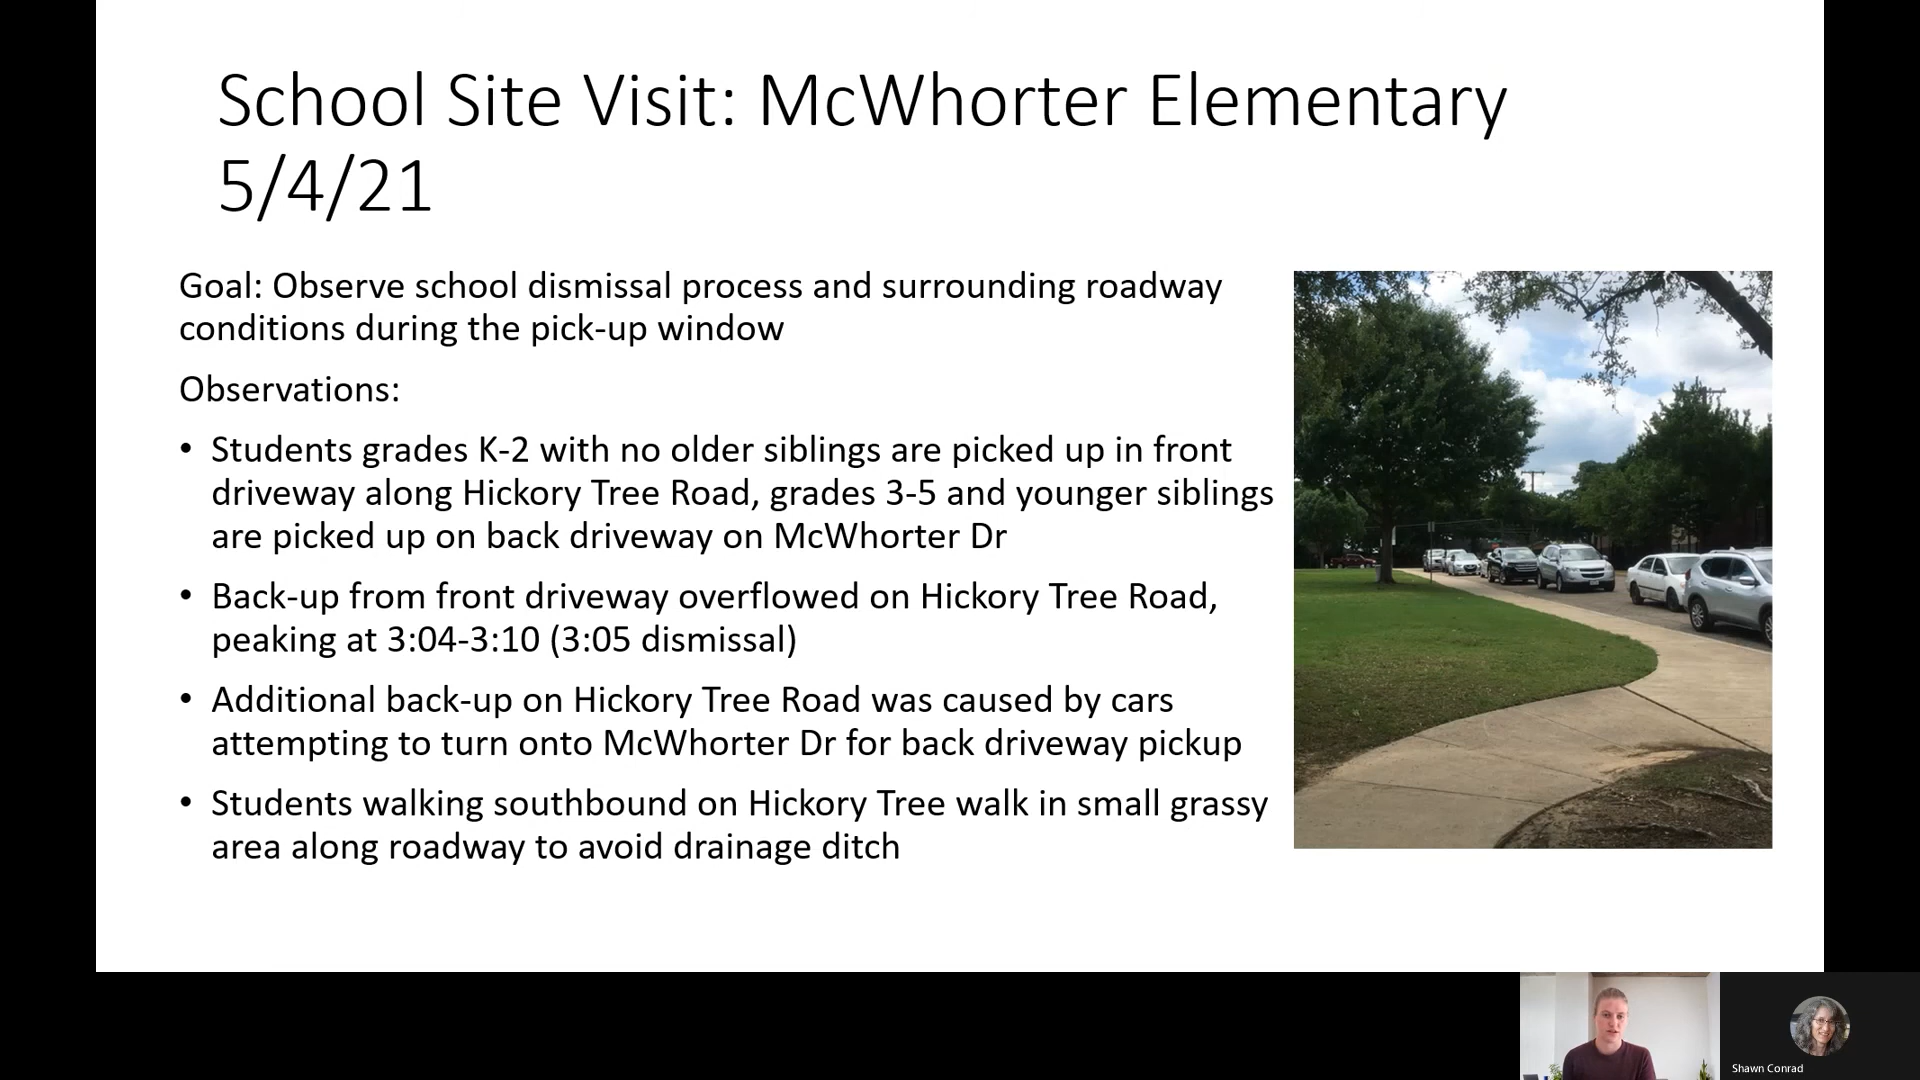 School Site Visit: McWhorter Elementary
5/4/21
Goal: Observe school dismissal process and surrounding roadway
conditions during the pick-up window
Observations:
• Students grades K-2 with no older siblings are picked up in front
driveway along Hickory Tree Road, grades 3-5 and younger siblings
are picked up on back driveway on McWhorter Dr
• Back-up from front driveway overflowed on Hickory Tree Road,
peaking at 3:04-3:10 (3:05 dismissal)
• Additional back-up on Hickory Tree Road was caused by cars
attempting to turn onto McWhorter Dr for back driveway pickup
• Students walking southbound on Hickory Tree walk in small grassy
area along roadway to avoid drainage ditch
Shawn Conrad